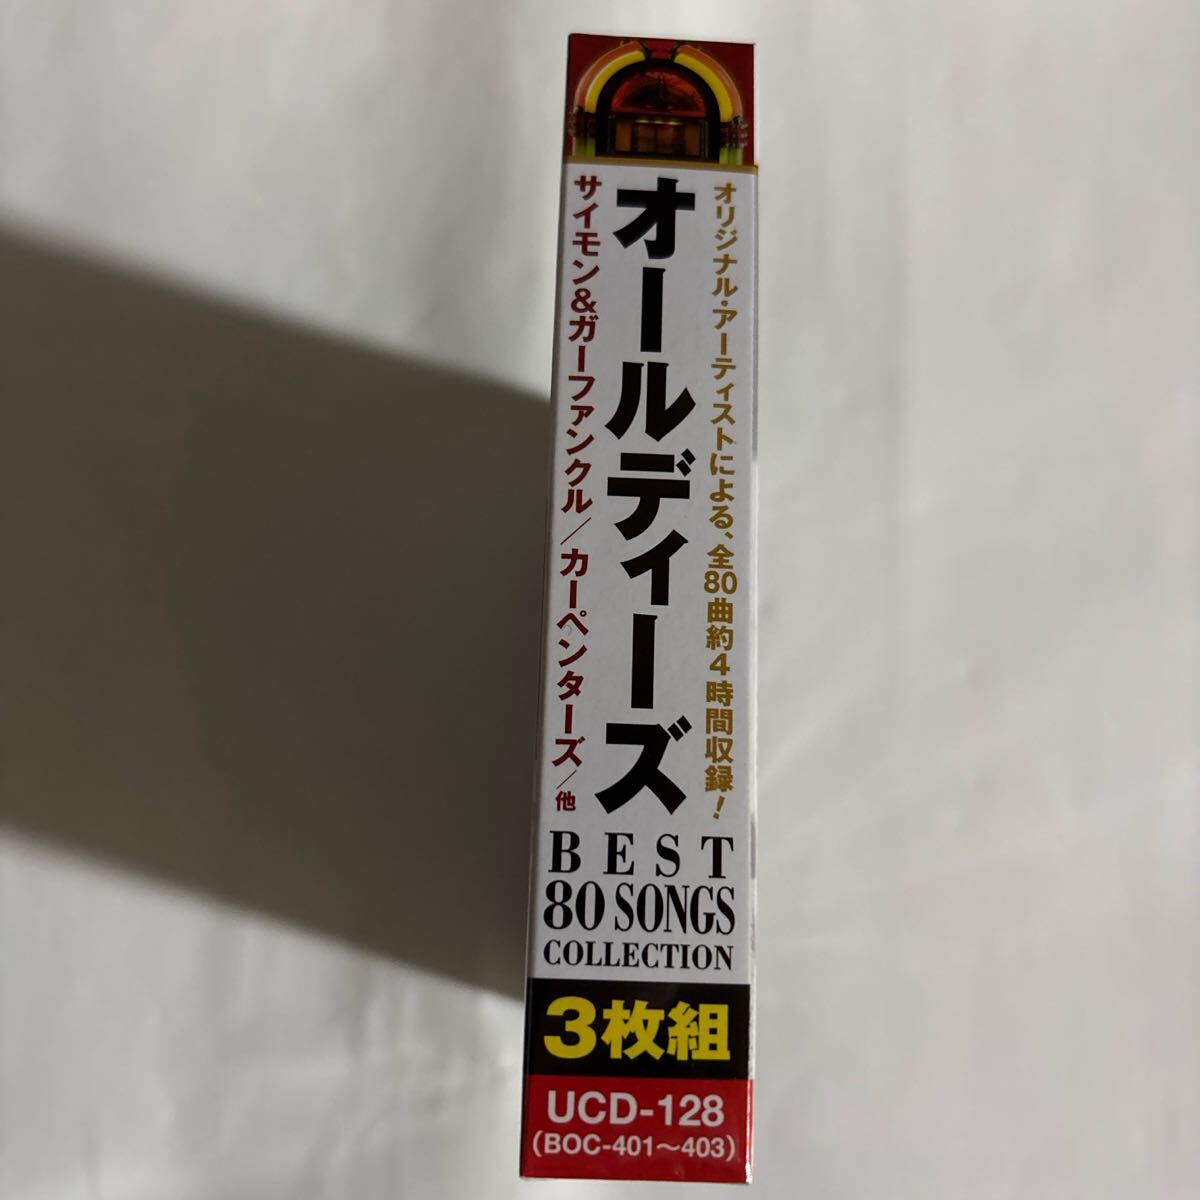 オリジナル・アーティストによる、全80曲約4時間収録!
オールディーズ
サイモン&ガーファンクル/カーペンターズ/他
BEST
80 SONGS
COLLECTION
3枚組
UCD-128
(BOC-401〜403)